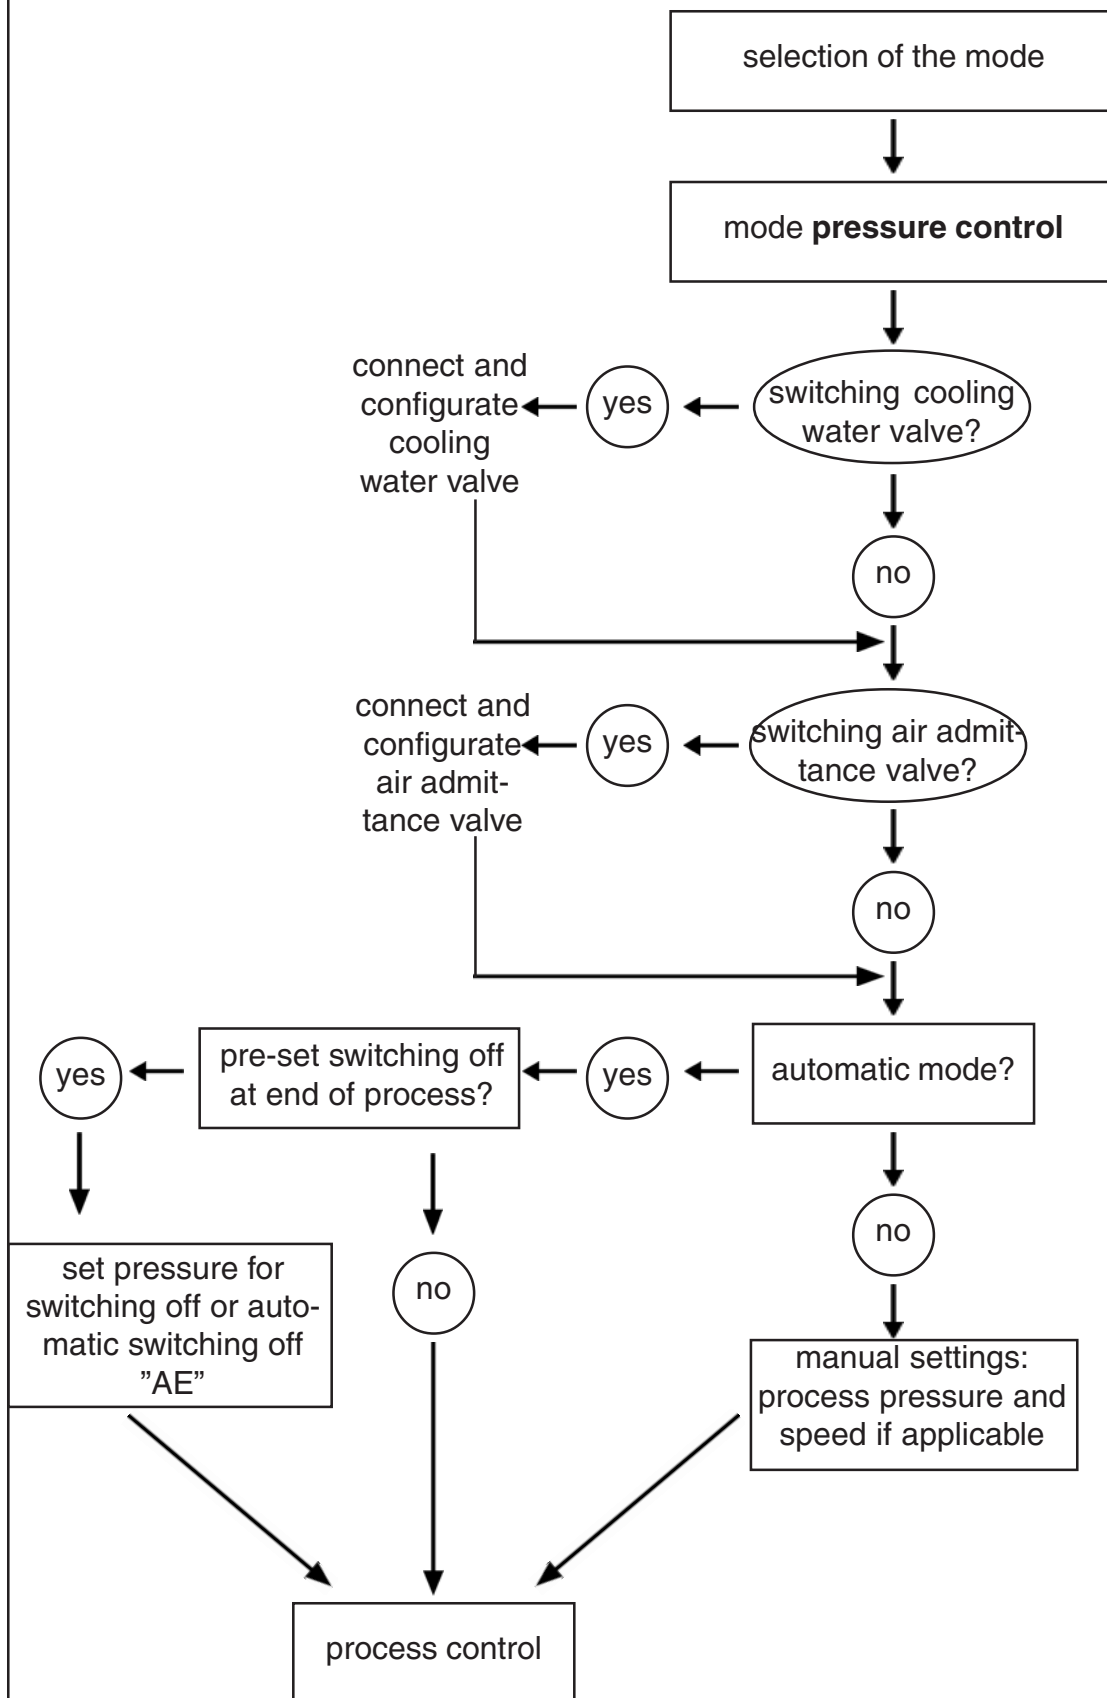 selection of the mode
mode pressure control
switching cooling
water valve?
yes
connect and
configurate
cooling
water valve
no
switching air admit-
tance valve?
yes
connect and
configurate
air admit-
tance valve
no
automatic mode?
yes
pre-set switching off
at end of process?
yes
set pressure for
switching off or auto-
matic switching off
”AE”
no
no
manual settings:
process pressure and
speed if applicable
process control